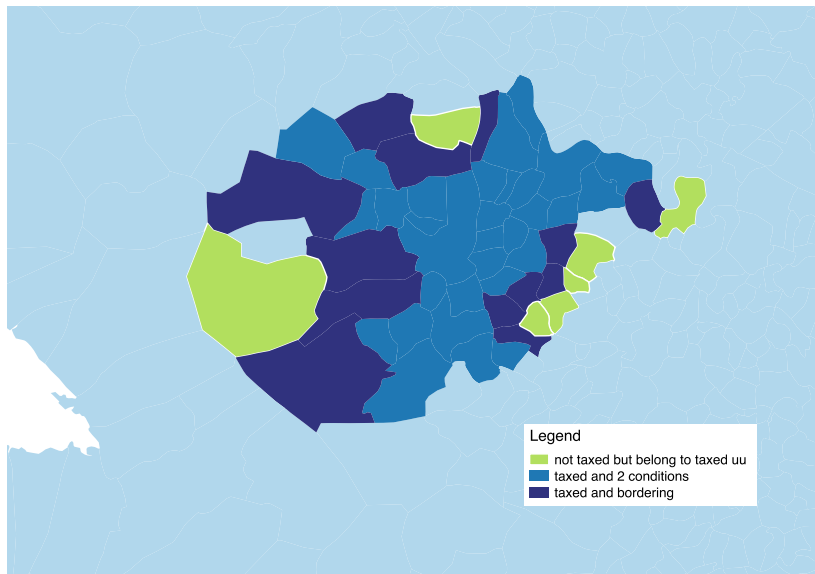 Legend
not taxed but belong to taxed uu
taxed and 2 conditions
taxed and bordering